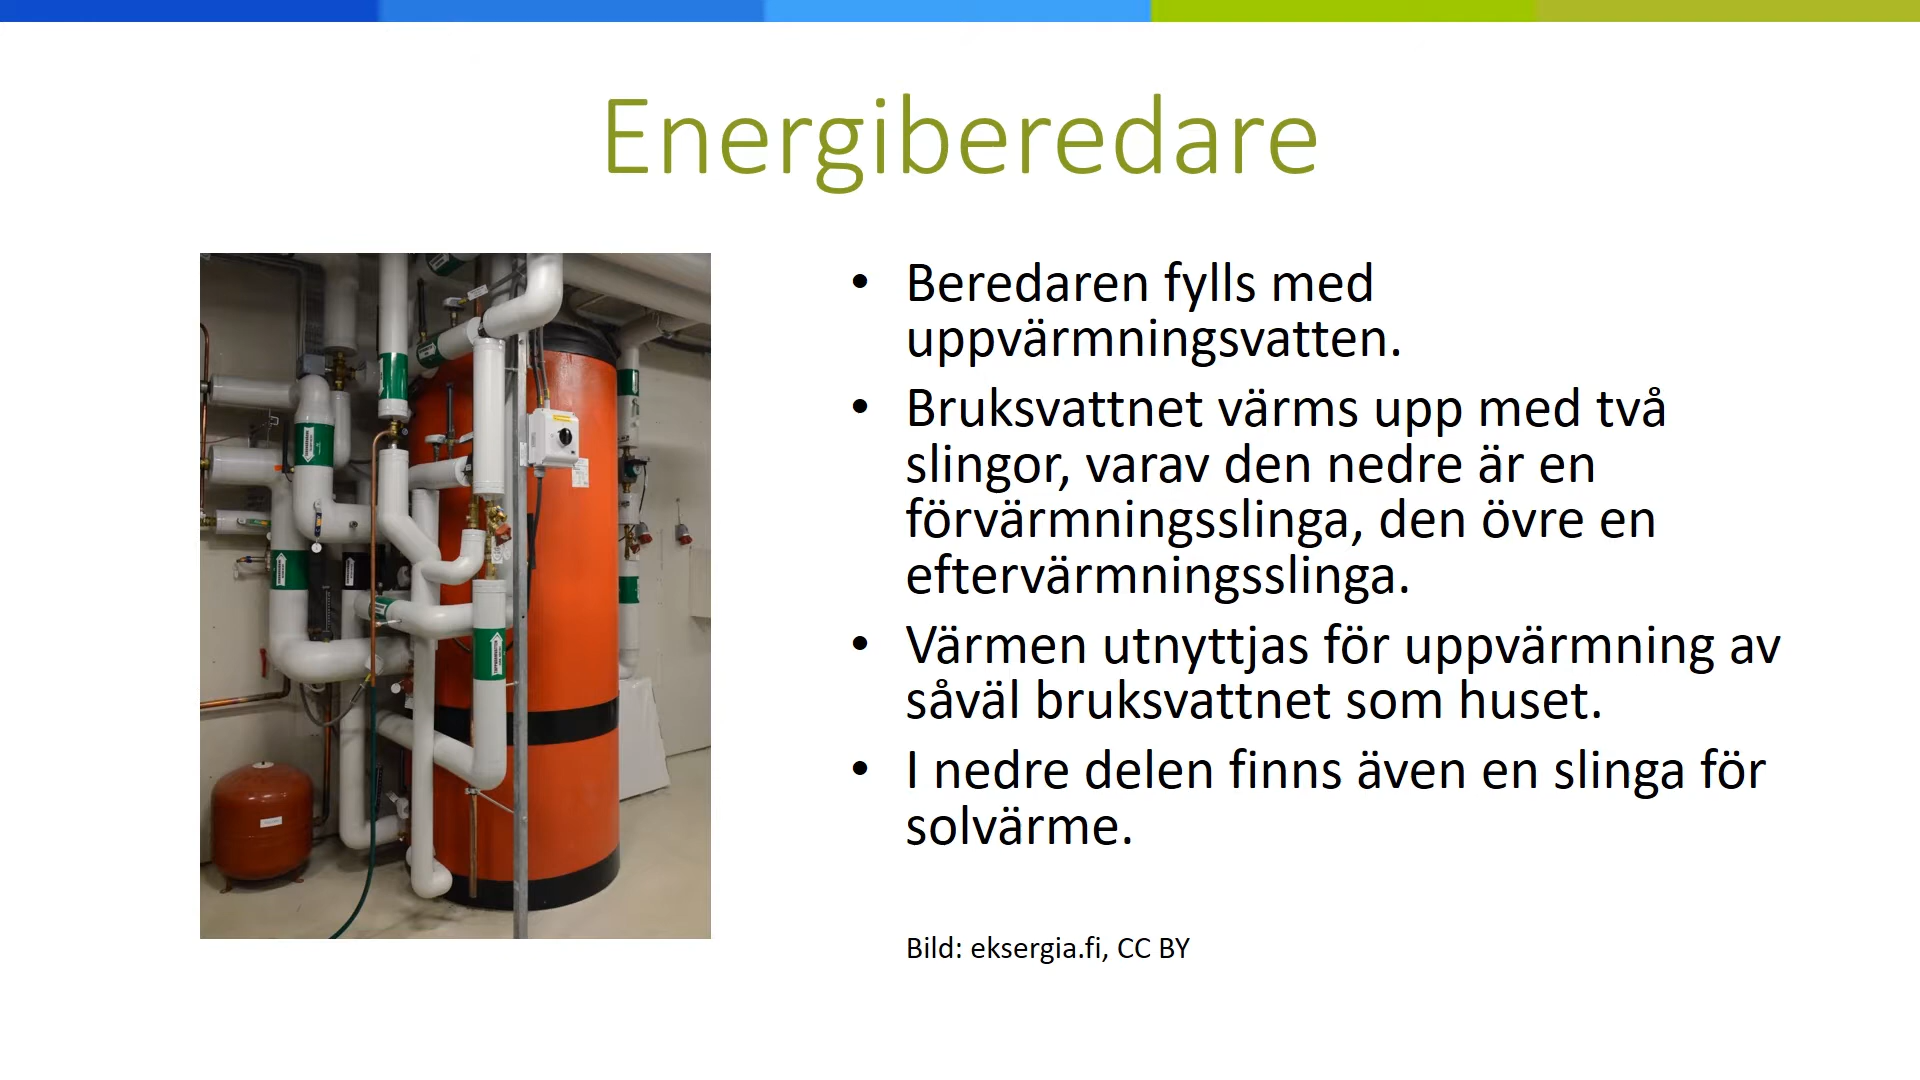 Energiberedare
• Beredaren fylls med
uppvärmningsvatten.
• Bruksvattnet värms upp med två
slingor, varav den nedre är en
förvärmningsslinga, den övre en
eftervärmningsslinga.
• Värmen utnyttjas för uppvärmning av
såväl bruksvattnet som huset.
• I nedre delen finns även en slinga för
solvärme.
Bild: eksergia.fi, CC BY